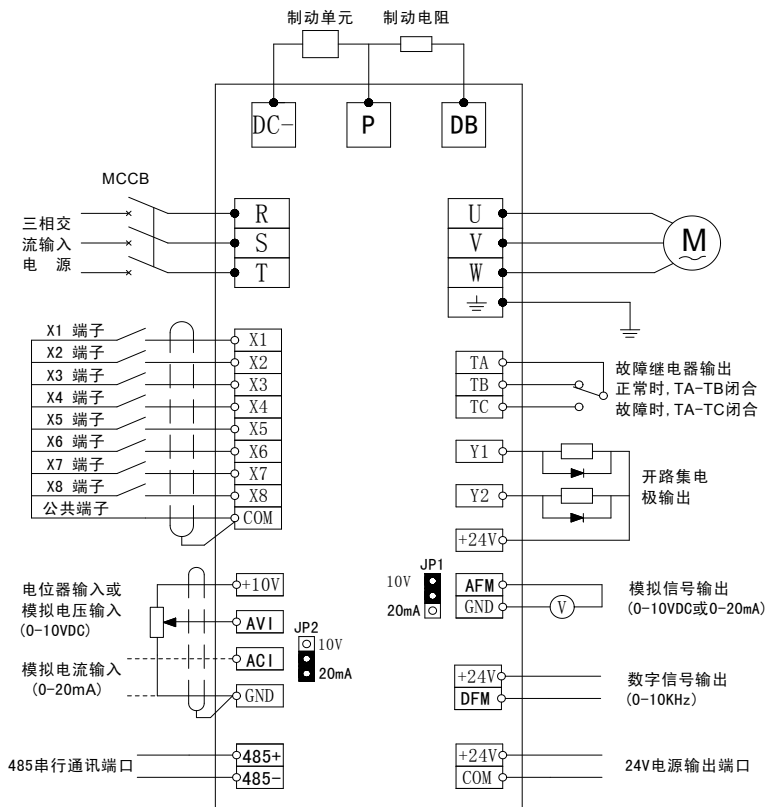 制动单元 制动电阻
DC- P DB
MCCB
三相交
流输入
电 源
R
S
T
U
V
W
M
X1 端子
X2 端子
X3 端子
X4 端子
X5 端子
X6 端子
X7 端子
X8 端子
公共端子
X1
X2
X3
X4
X5
X6
X7
X8
COM
TA
TB
TC
故障继电器输出
正常时,TA-TB闭合
故障时,TA-TC闭合
Y1
Y2
+24V
开路集电
极输出
电位器输入或
模拟电压输入
(0-10VDC)
模拟电流输入
(0-20mA)
+10V
AVI
ACI
GND
JP2
10V
20mA
JP1
10V
20mA
AFM
GND
V
模拟信号输出
(0-10VDC或0-20mA)
+24V
DFM
数字信号输出
(0-10KHz)
485串行通讯端口
485+
485-
+24V
COM
24V电源输出端口